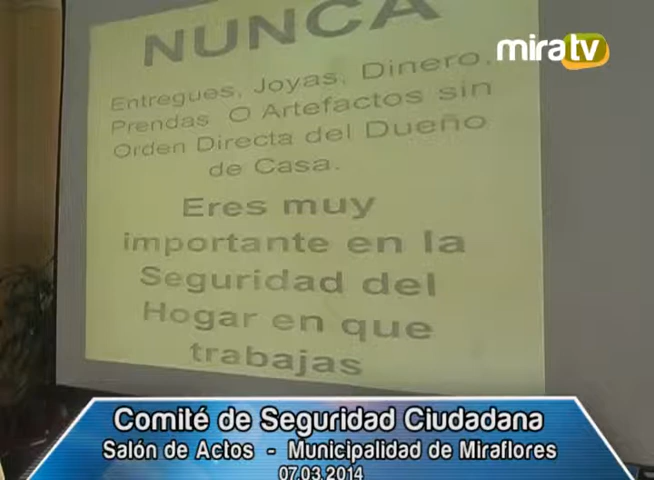 NUNCA
miratv
Entregues, Joyas, Dinero,
Prendas O Artefactos sin
Orden Directa del Dueño
de Casa.
Eres muy
importante en la
Seguridad del
Hogar en que
trabajas
Comité de Seguridad Ciudadana
Salón de Actos - Municipalidad de Miraflores
07.03.2014